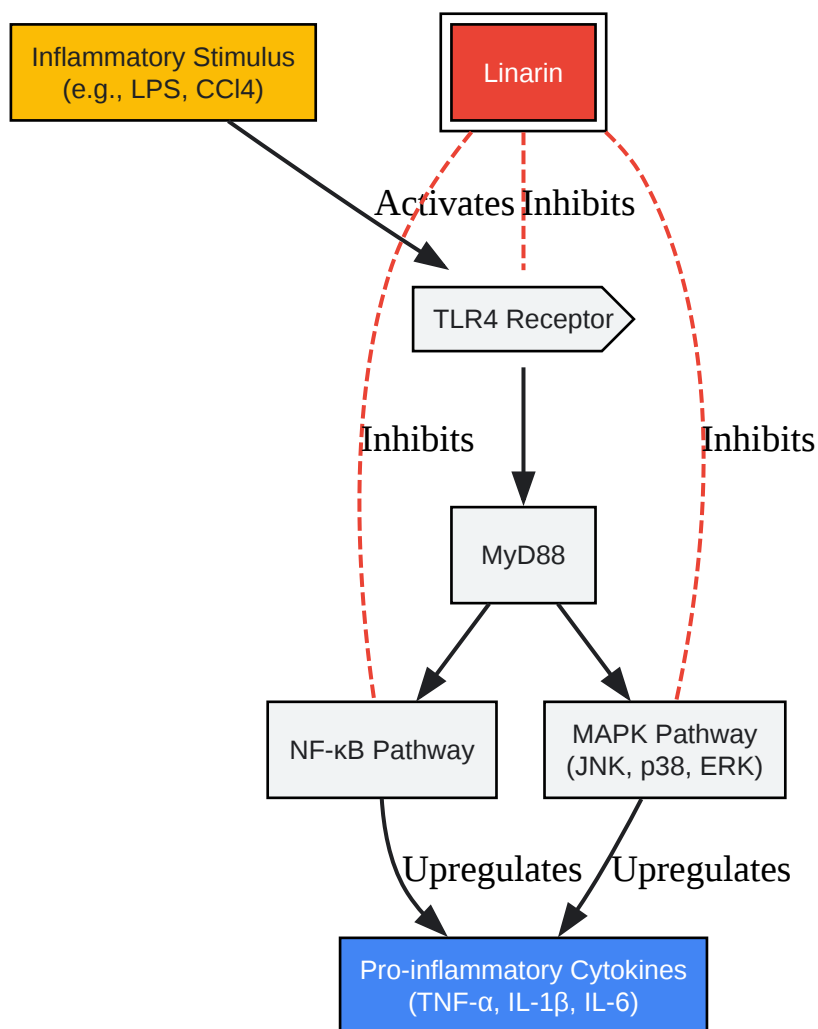 Inflammatory Stimulus
(e.g., LPS, CCl4)
Linarin
Activates
Inhibits
TLR4 Receptor
Inhibits
Inhibits
MyD88
NF-κB Pathway
MAPK Pathway
(JNK, p38, ERK)
Upregulates
Upregulates
Pro-inflammatory Cytokines
(TNF-α, IL-1β, IL-6)